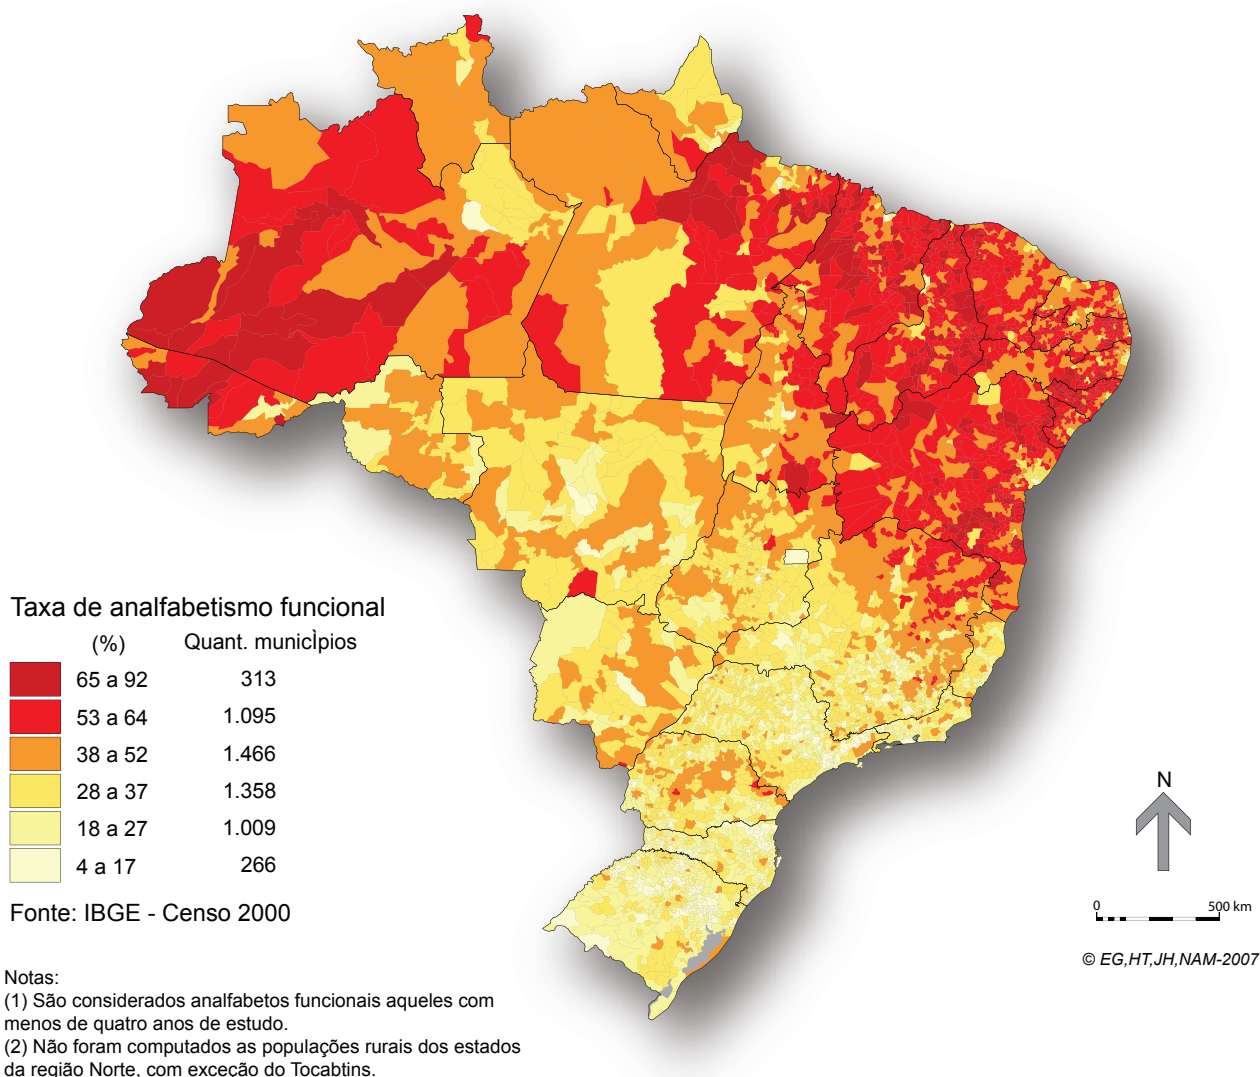 Taxa de analfabetismo funcional
(%) Quant. municÌpios
65 a 92 313
53 a 64 1.095
38 a 52 1.466
28 a 37 1.358
18 a 27 1.009
4 a 17 266
Fonte: IBGE - Censo 2000
N
0 500 km
© EG,HT,JH,NAM-2007
Notas:
(1) São considerados analfabetos funcionais aqueles com
menos de quatro anos de estudo.
(2) Não foram computados as populações rurais dos estados
da região Norte, com exceção do Tocabtins.